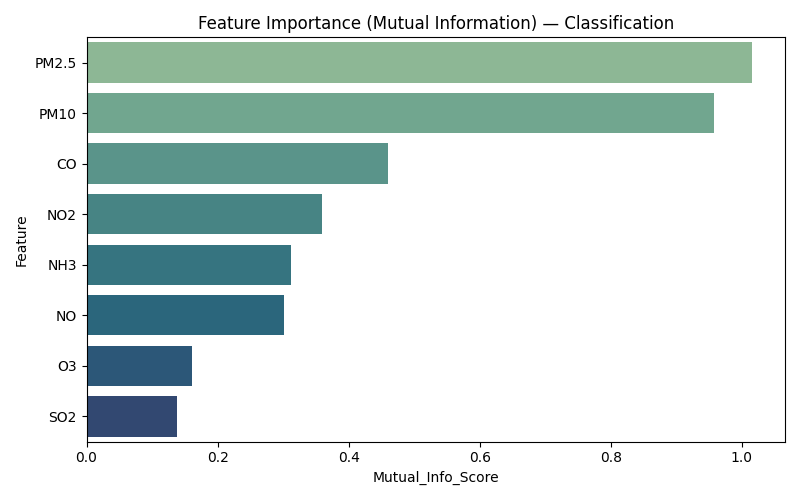 Feature Importance (Mutual Information) — Classification
Feature
PM2.5
PM10
CO
NO2
NH3
NO
O3
SO2
0.0 0.2 0.4 0.6 0.8 1.0
Mutual_Info_Score